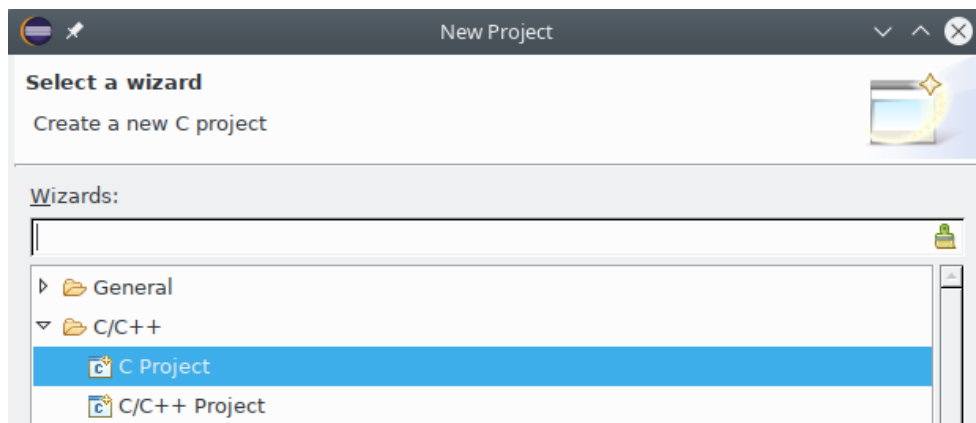 New Project
Select a wizard
Create a new C project
Wizards:
General
C/C++
C Project
C/C++ Project